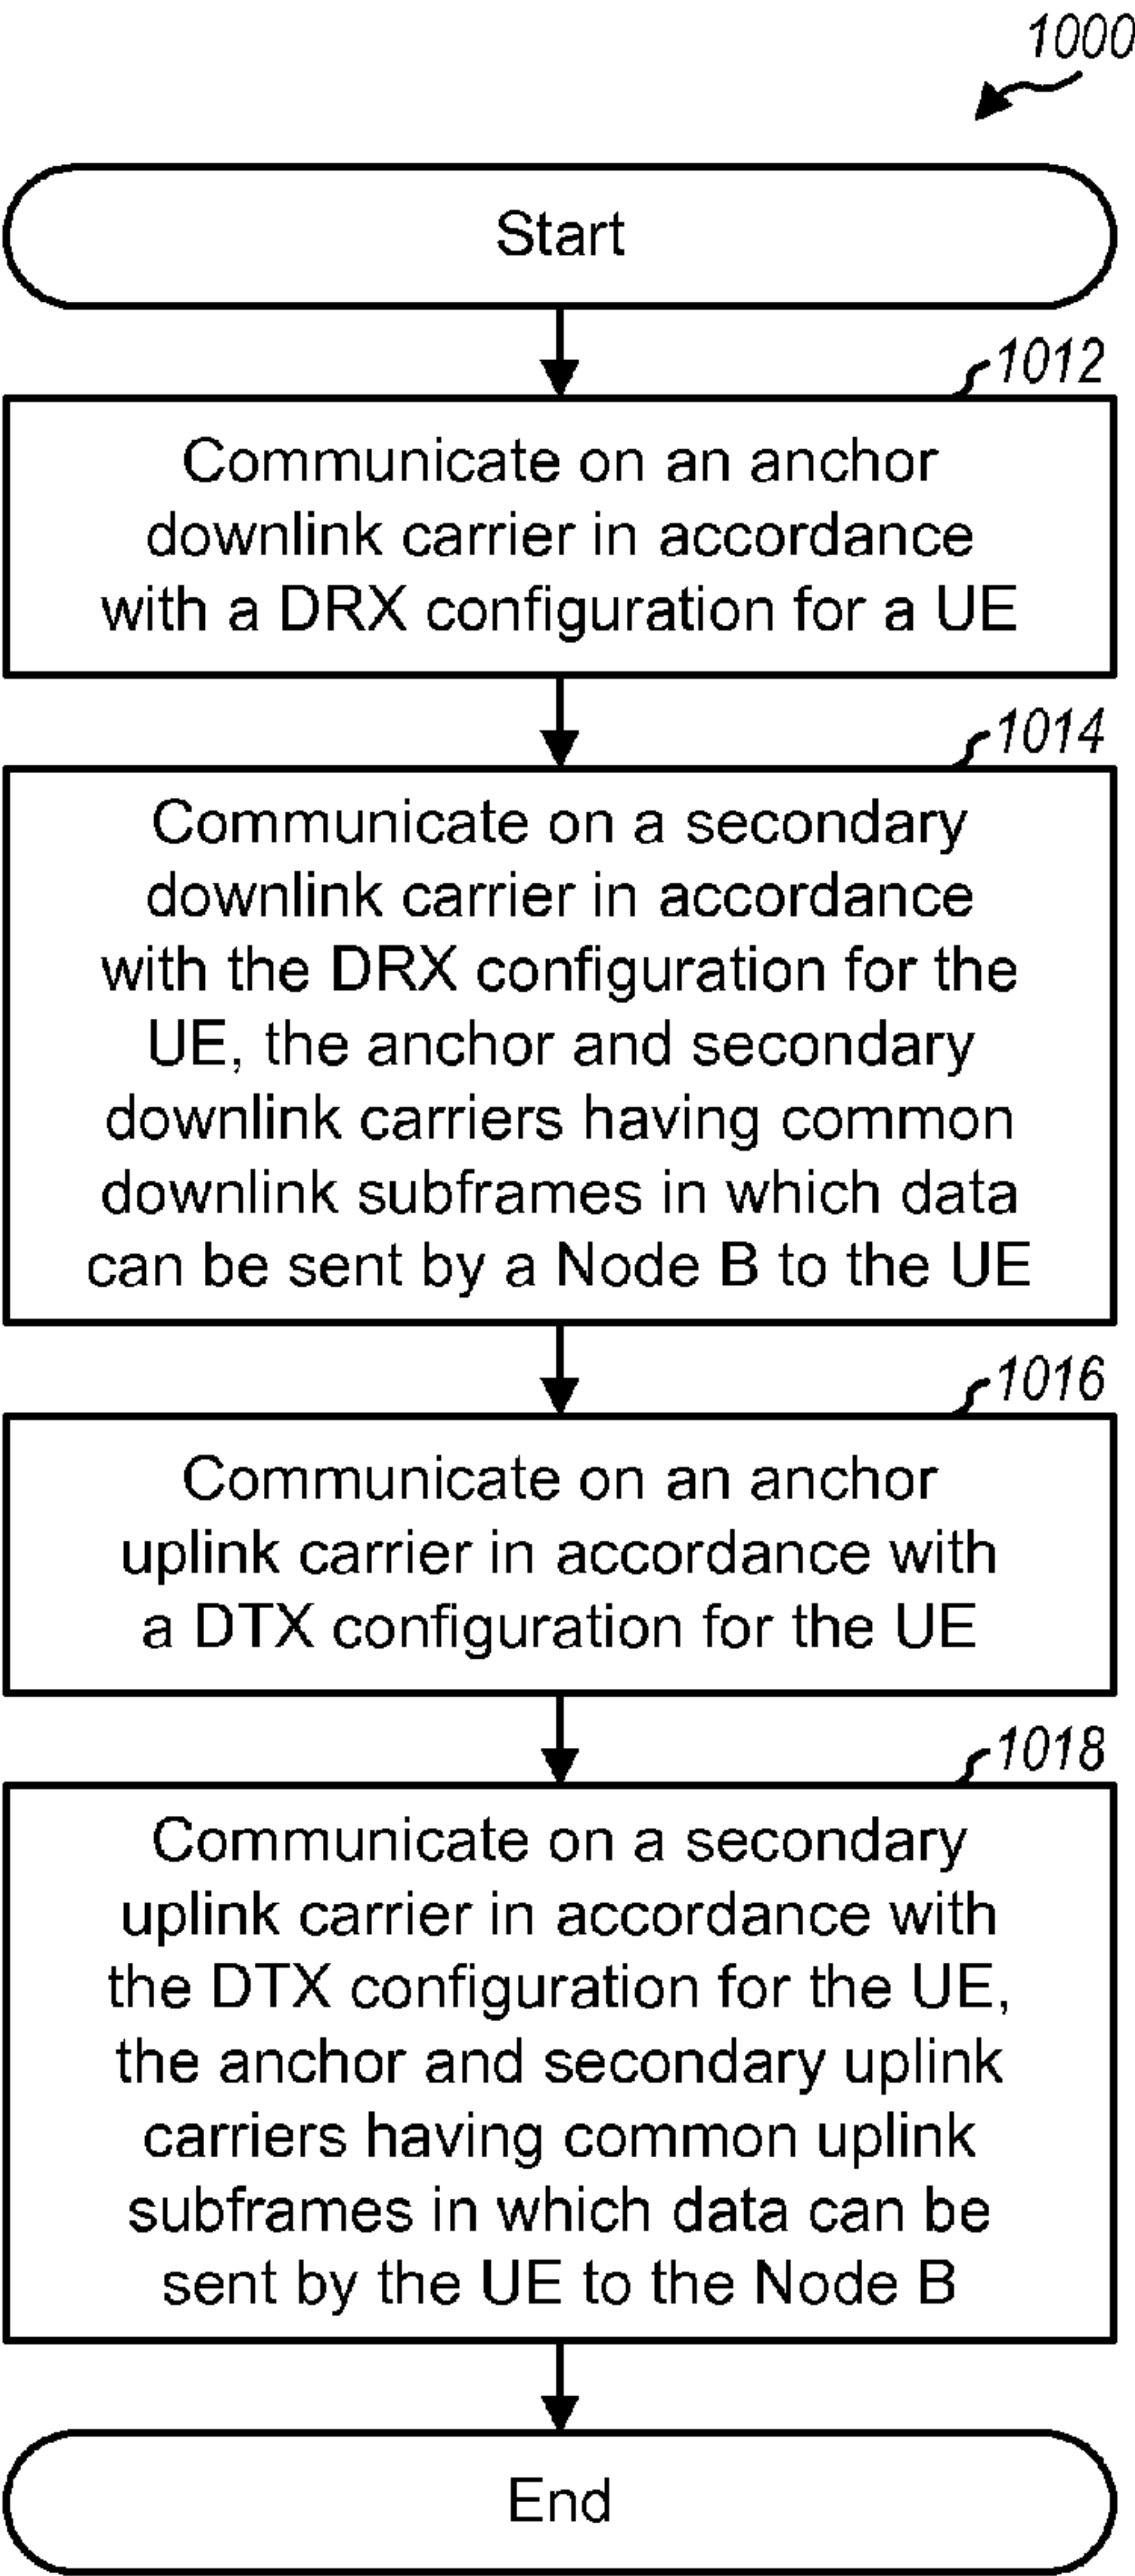 1000
Start
1012
Communicate on an anchor
downlink carrier in accordance
with a DRX configuration for a UE
1014
Communicate on a secondary
downlink carrier in accordance
with the DRX configuration for the
UE, the anchor and secondary
downlink carriers having common
downlink subframes in which data
can be sent by a Node B to the UE
1016
Communicate on an anchor
uplink carrier in accordance with
a DTX configuration for the UE
1018
Communicate on a secondary
uplink carrier in accordance with
the DTX configuration for the UE,
the anchor and secondary uplink
carriers having common uplink
subframes in which data can be
sent by the UE to the Node B
End